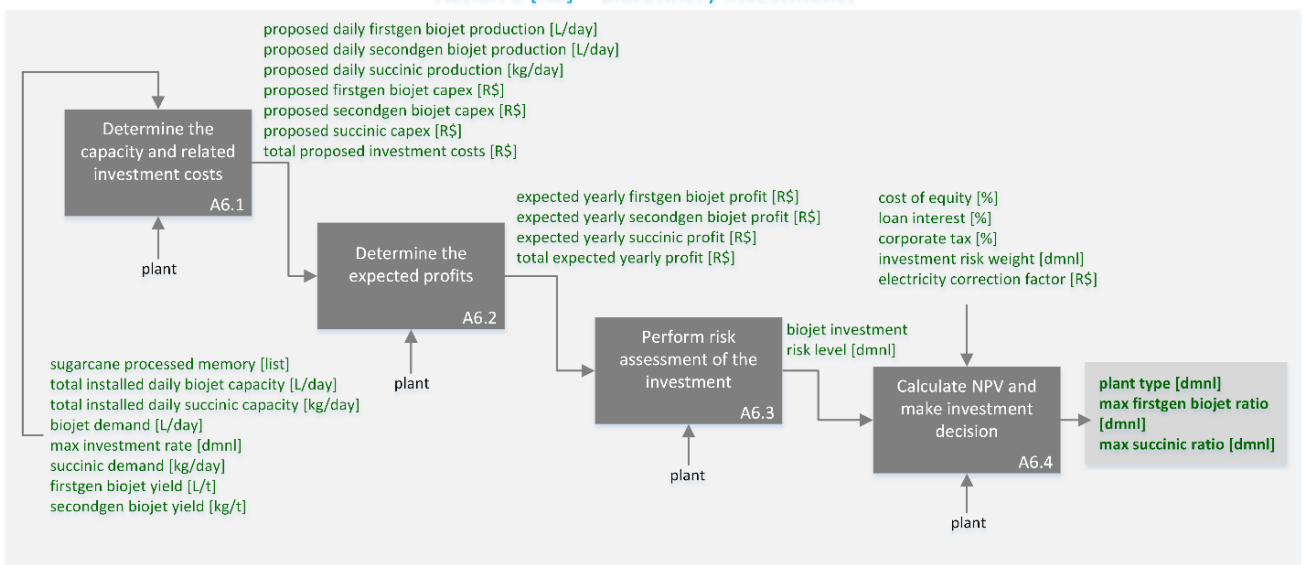 proposed daily firstgen biojet production [L/day]
proposed daily secondgen biojet production [L/day]
proposed daily succinic production [kg/day]
proposed firstgen biojet capex [R$]
proposed secondgen biojet capex [R$]
proposed succinic capex [R$]
total proposed investment costs [R$]
Determine the
capacity and related
investment costs
A6.1
plant
expected yearly firstgen biojet profit [R$]
expected yearly secondgen biojet profit [R$]
expected yearly succinic profit [R$]
total expected yearly profit [R$]
Determine the
expected profits
A6.2
plant
cost of equity [%]
loan interest [%]
corporate tax [%]
investment risk weight [dmnl]
electricity correction factor [R$]
biojet investment
risk level [dmnl]
Perform risk
assessment of the
investment
A6.3
plant
sugarcane processed memory [list]
total installed daily biojet capacity [L/day]
total installed daily succinic capacity [kg/day]
biojet demand [L/day]
max investment rate [dmnl]
succinic demand [kg/day]
firstgen biojet yield [L/t]
secondgen biojet yield [kg/t]
Calculate NPV and
make investment
decision
A6.4
plant
plant type [dmnl]
max firstgen biojet ratio
[dmnl]
max succinic ratio [dmnl]